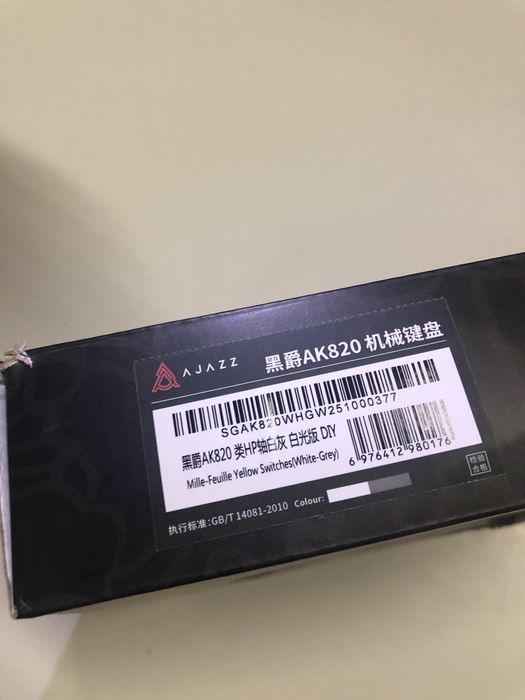 AJAZZ
黑爵AK820 机械键盘
SGAK820WHGW251000377
黑爵AK820 类HP轴白灰 白光版 DIY
Mille-Feuille Yellow Switches(White-Grey)
6 976412 980176
执行标准:GB/T 14081-2010 Colour:
检验
合格